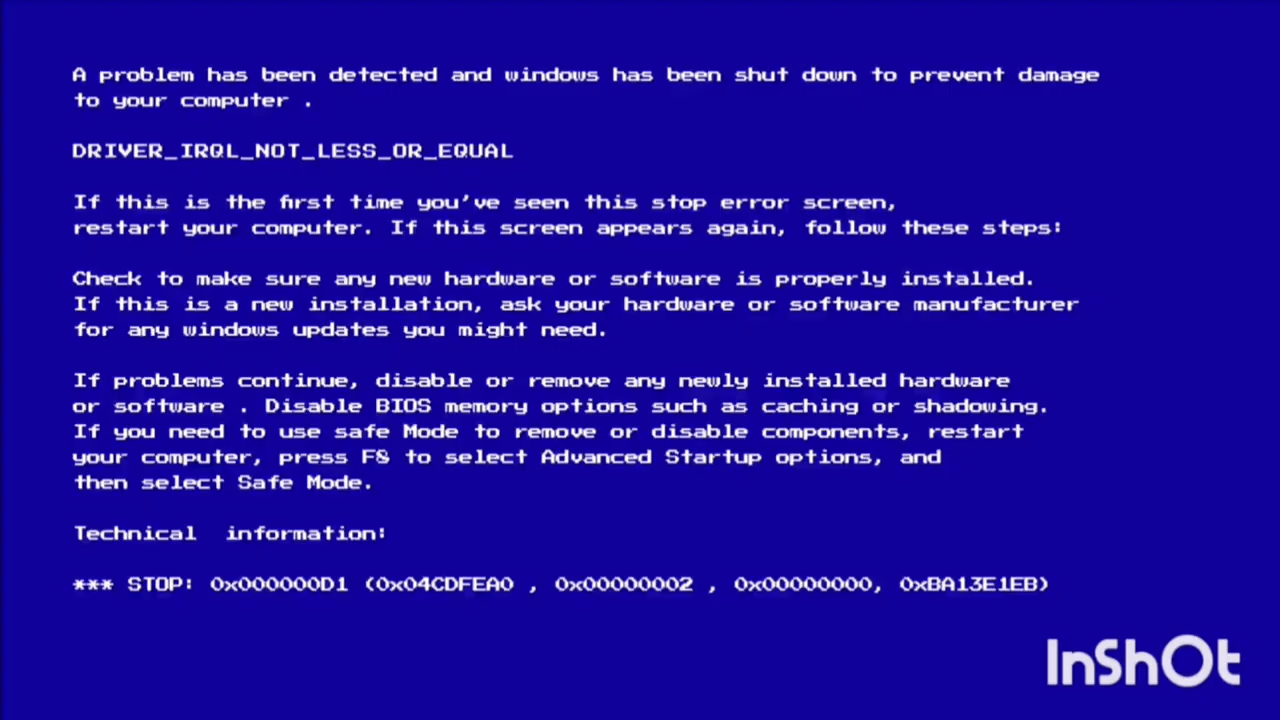 A problem has been detected and windows has been shut down to prevent damage
to your computer .
DRIVER_IRQL_NOT_LESS_OR_EQUAL
If this is the first time you've seen this stop error screen,
restart your computer. If this screen appears again, follow these steps:
Check to make sure any new hardware or software is properly installed.
If this is a new installation, ask your hardware or software manufacturer
for any windows updates you might need.
If problems continue, disable or remove any newly installed hardware
or software . Disable BIOS memory options such as caching or shadowing.
If you need to use safe Mode to remove or disable components, restart
your computer, press F& to select Advanced Startup options, and
then select Safe Mode.
Technical information:
*** STOP: 0x000000D1 (0x04CDFEA0 , 0x00000002 , 0x00000000, 0xBA13E1EB)
InShOt